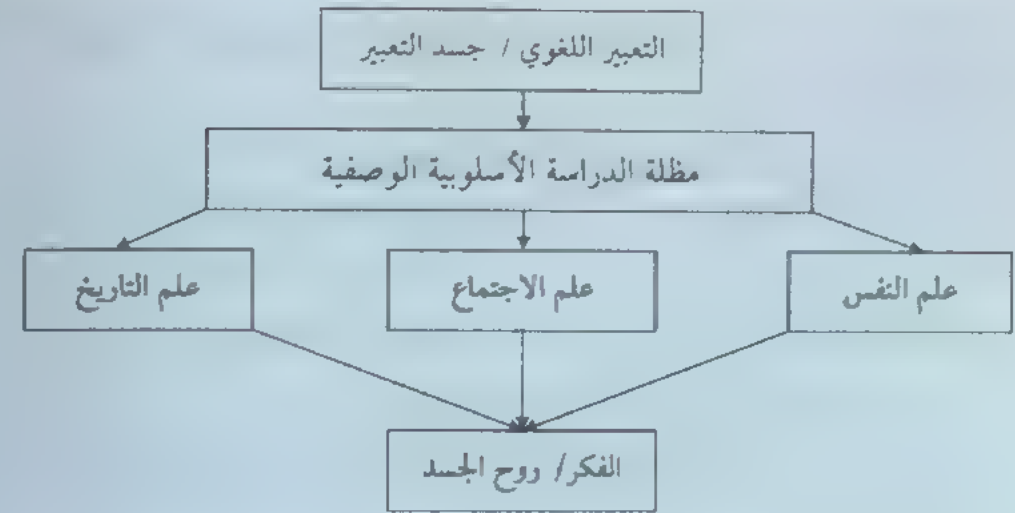 التعبير اللغوي / جسد التعبير
مظلة الدراسة الأسلوبية الوصفية
علم النفس
علم الاجتماع
علم التاريخ
الفكر/ روح الجسد